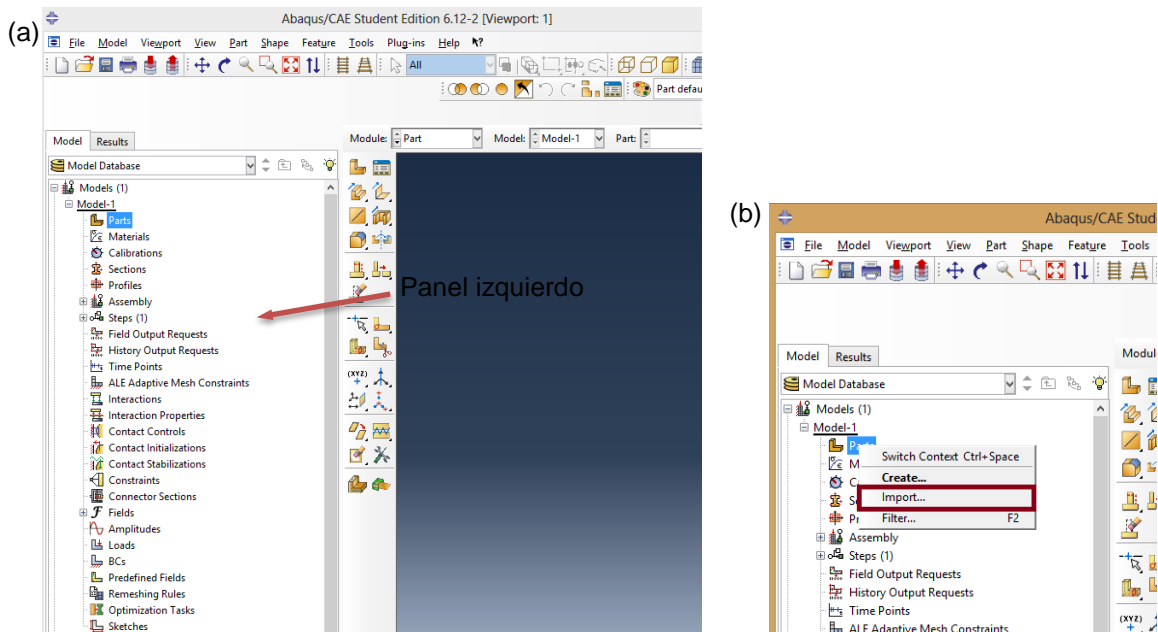 (a)
Abaqus/CAE Student Edition 6.12-2 [Viewport: 1]
File Model Viewport View Part Shape Feature Tools Plug-ins Help
All
Part defau
Model Results
Module: Part Model: Model-1 Part:
Model Database
Models (1)
Model-1
Parts
Materials
Calibrations
Sections
Profiles
Assembly
Steps (1)
Field Output Requests
History Output Requests
Time Points
ALE Adaptive Mesh Constraints
Interactions
Interaction Properties
Contact Controls
Contact Initializations
Contact Stabilizations
Constraints
Connector Sections
Fields
Amplitudes
Loads
BCs
Predefined Fields
Remeshing Rules
Optimization Tasks
Sketches
(XYZ)
Panel izquierdo
(b)
Abaqus/CAE Stude
File Model Viewport View Part Shape Feature Tools
Model Results
Modul
Model Database
Models (1)
Model-1
Pa
M
C
S
Pr
Switch Context Ctrl+Space
Create...
Import...
Filter... F2
Assembly
Steps (1)
Field Output Requests
History Output Requests
Time Points
ALE Adaptive Mesh Constraints
(XYZ)